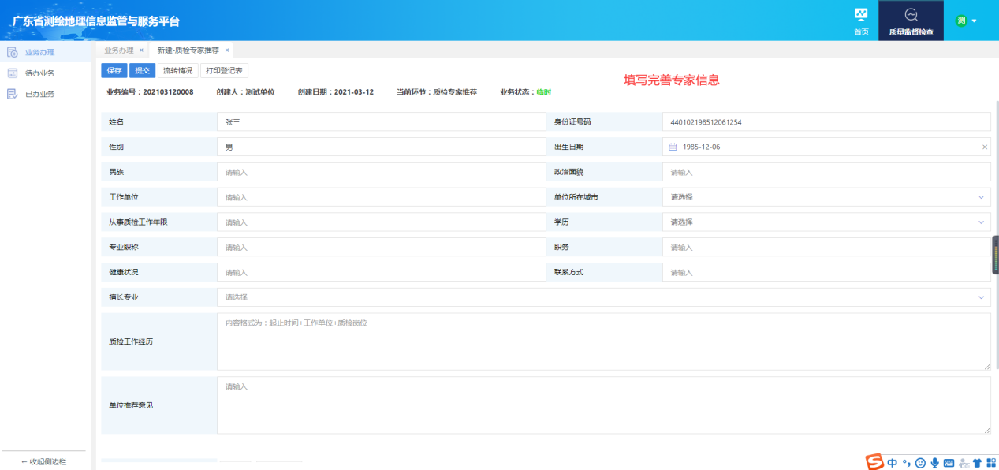 广东省测绘地理信息监管与服务平台
首页
质量监督检查
测
业务办理
待办业务
已办业务
业务办理 ×
新建-质检专家推荐 ×
保存 提交 流转情况 打印登记表
填写完善专家信息
业务编号：202103120008 创建人：测试单位 创建日期：2021-03-12 当前环节：质检专家推荐 业务状态：临时
姓名 张三 身份证号码 440102198512061254
性别 男 出生日期 1985-12-06 ×
民族 请输入 政治面貌 请输入
工作单位 请输入 单位所在城市 请选择
从事质检工作年限 请输入 学历 请选择
专业职称 请输入 职务 请输入
健康状况 请输入 联系方式 请输入
擅长专业 请选择
质检工作经历 内容格式为：起止时间+工作单位+质检岗位
单位推荐意见 请输入
← 收起侧边栏
S 中